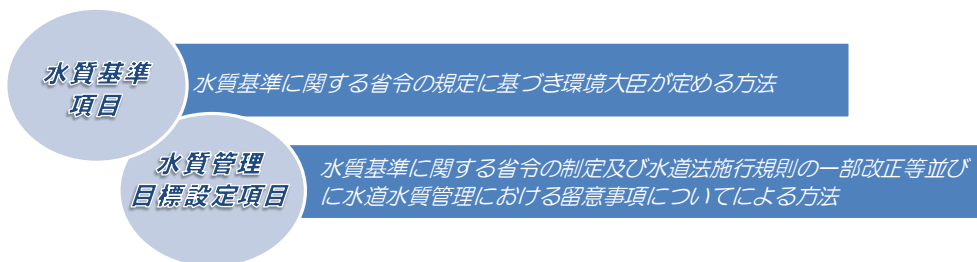 水質基準
項目
水質基準に関する省令の規定に基づき環境大臣が定める方法
水質管理
目標設定項目
水質基準に関する省令の制定及び水道法施行規則の一部改正等並び
に水道水質管理における留意事項についてによる方法